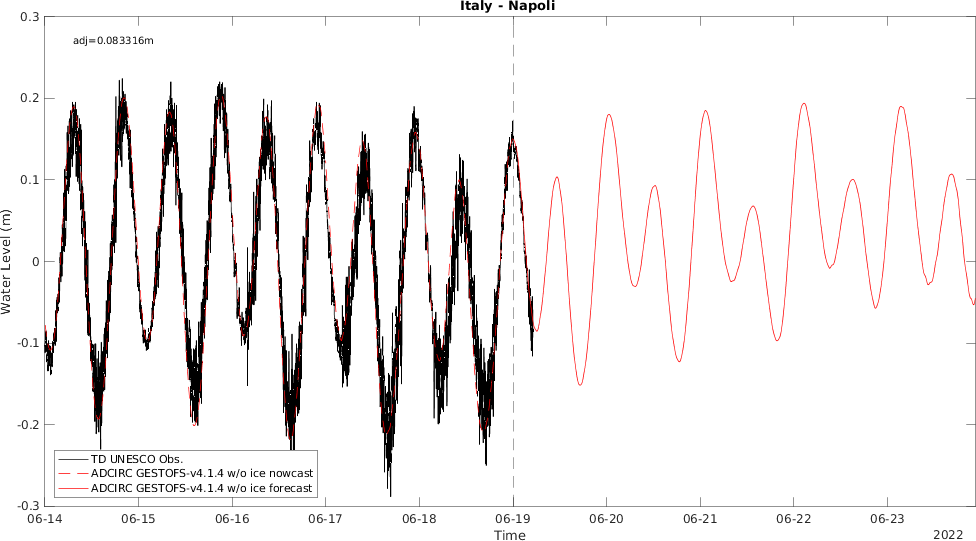 Italy - Napoli
adj=0.083316m
0.3
0.2
0.1
0
-0.1
-0.2
-0.3
Water Level (m)
TD UNESCO Obs.
ADCIRC GESTOFS-v4.1.4 w/o ice nowcast
ADCIRC GESTOFS-v4.1.4 w/o ice forecast
06-14 06-15 06-16 06-17 06-18 06-19 06-20 06-21 06-22 06-23
Time
2022